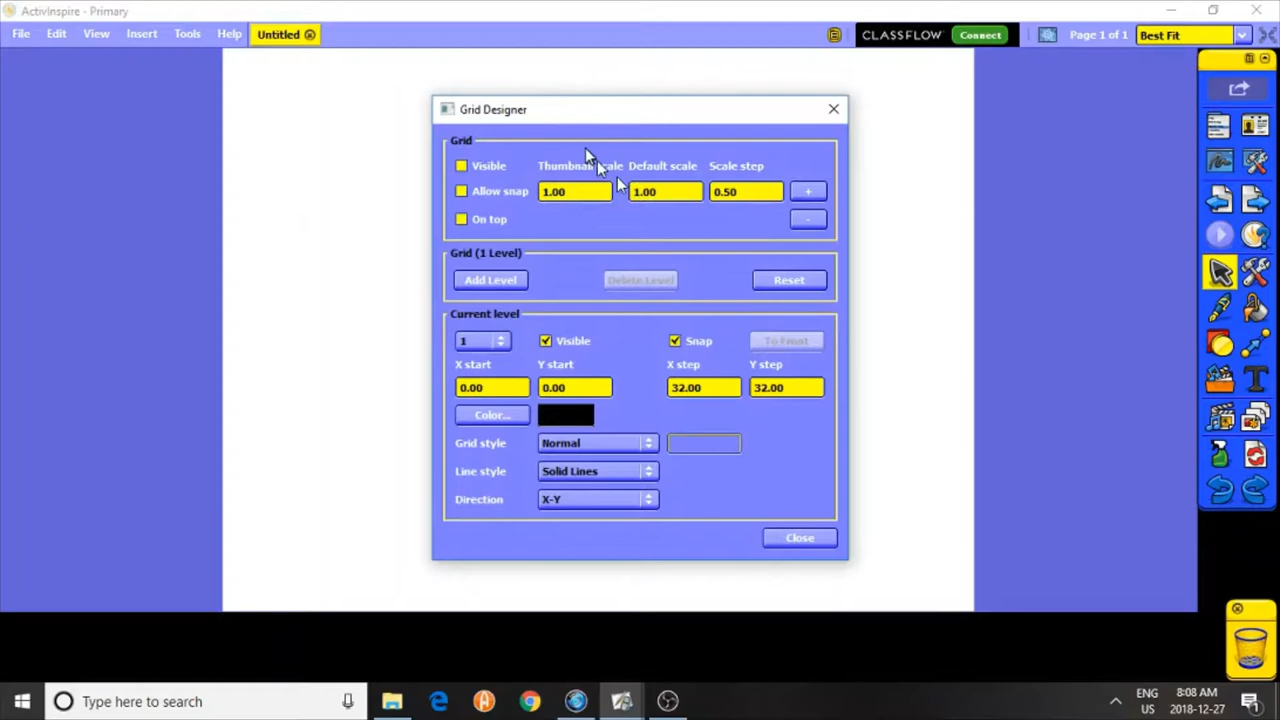 ActivInspire - Primary
File Edit View Insert Tools Help Untitled CLASSFLOW Connect Page 1 of 1 Best Fit
Grid Designer
Grid
Visible Default scale Scale step
Allow snap 1.00 1.00 0.50 +
On top -
Grid (1 Level)
Add Level Delete Level Reset
Current level
1 Visible Snap To Front
X start Y start X step Y step
0.00 0.00 32.00 32.00
Color...
Grid style Normal
Line style Solid Lines
Direction X-Y
Close
Type here to search
ENG 8:08 AM
US 2018-12-27
1